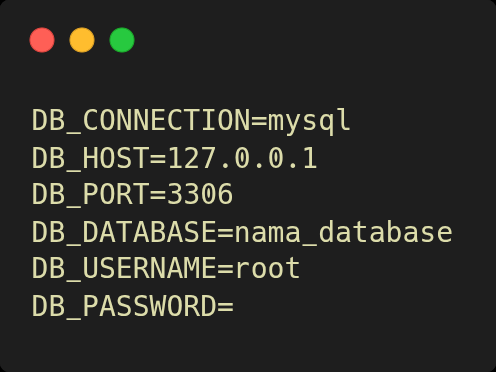 DB_CONNECTION=mysql
DB_HOST=127.0.0.1
DB_PORT=3306
DB_DATABASE=nama_database
DB_USERNAME=root
DB_PASSWORD=